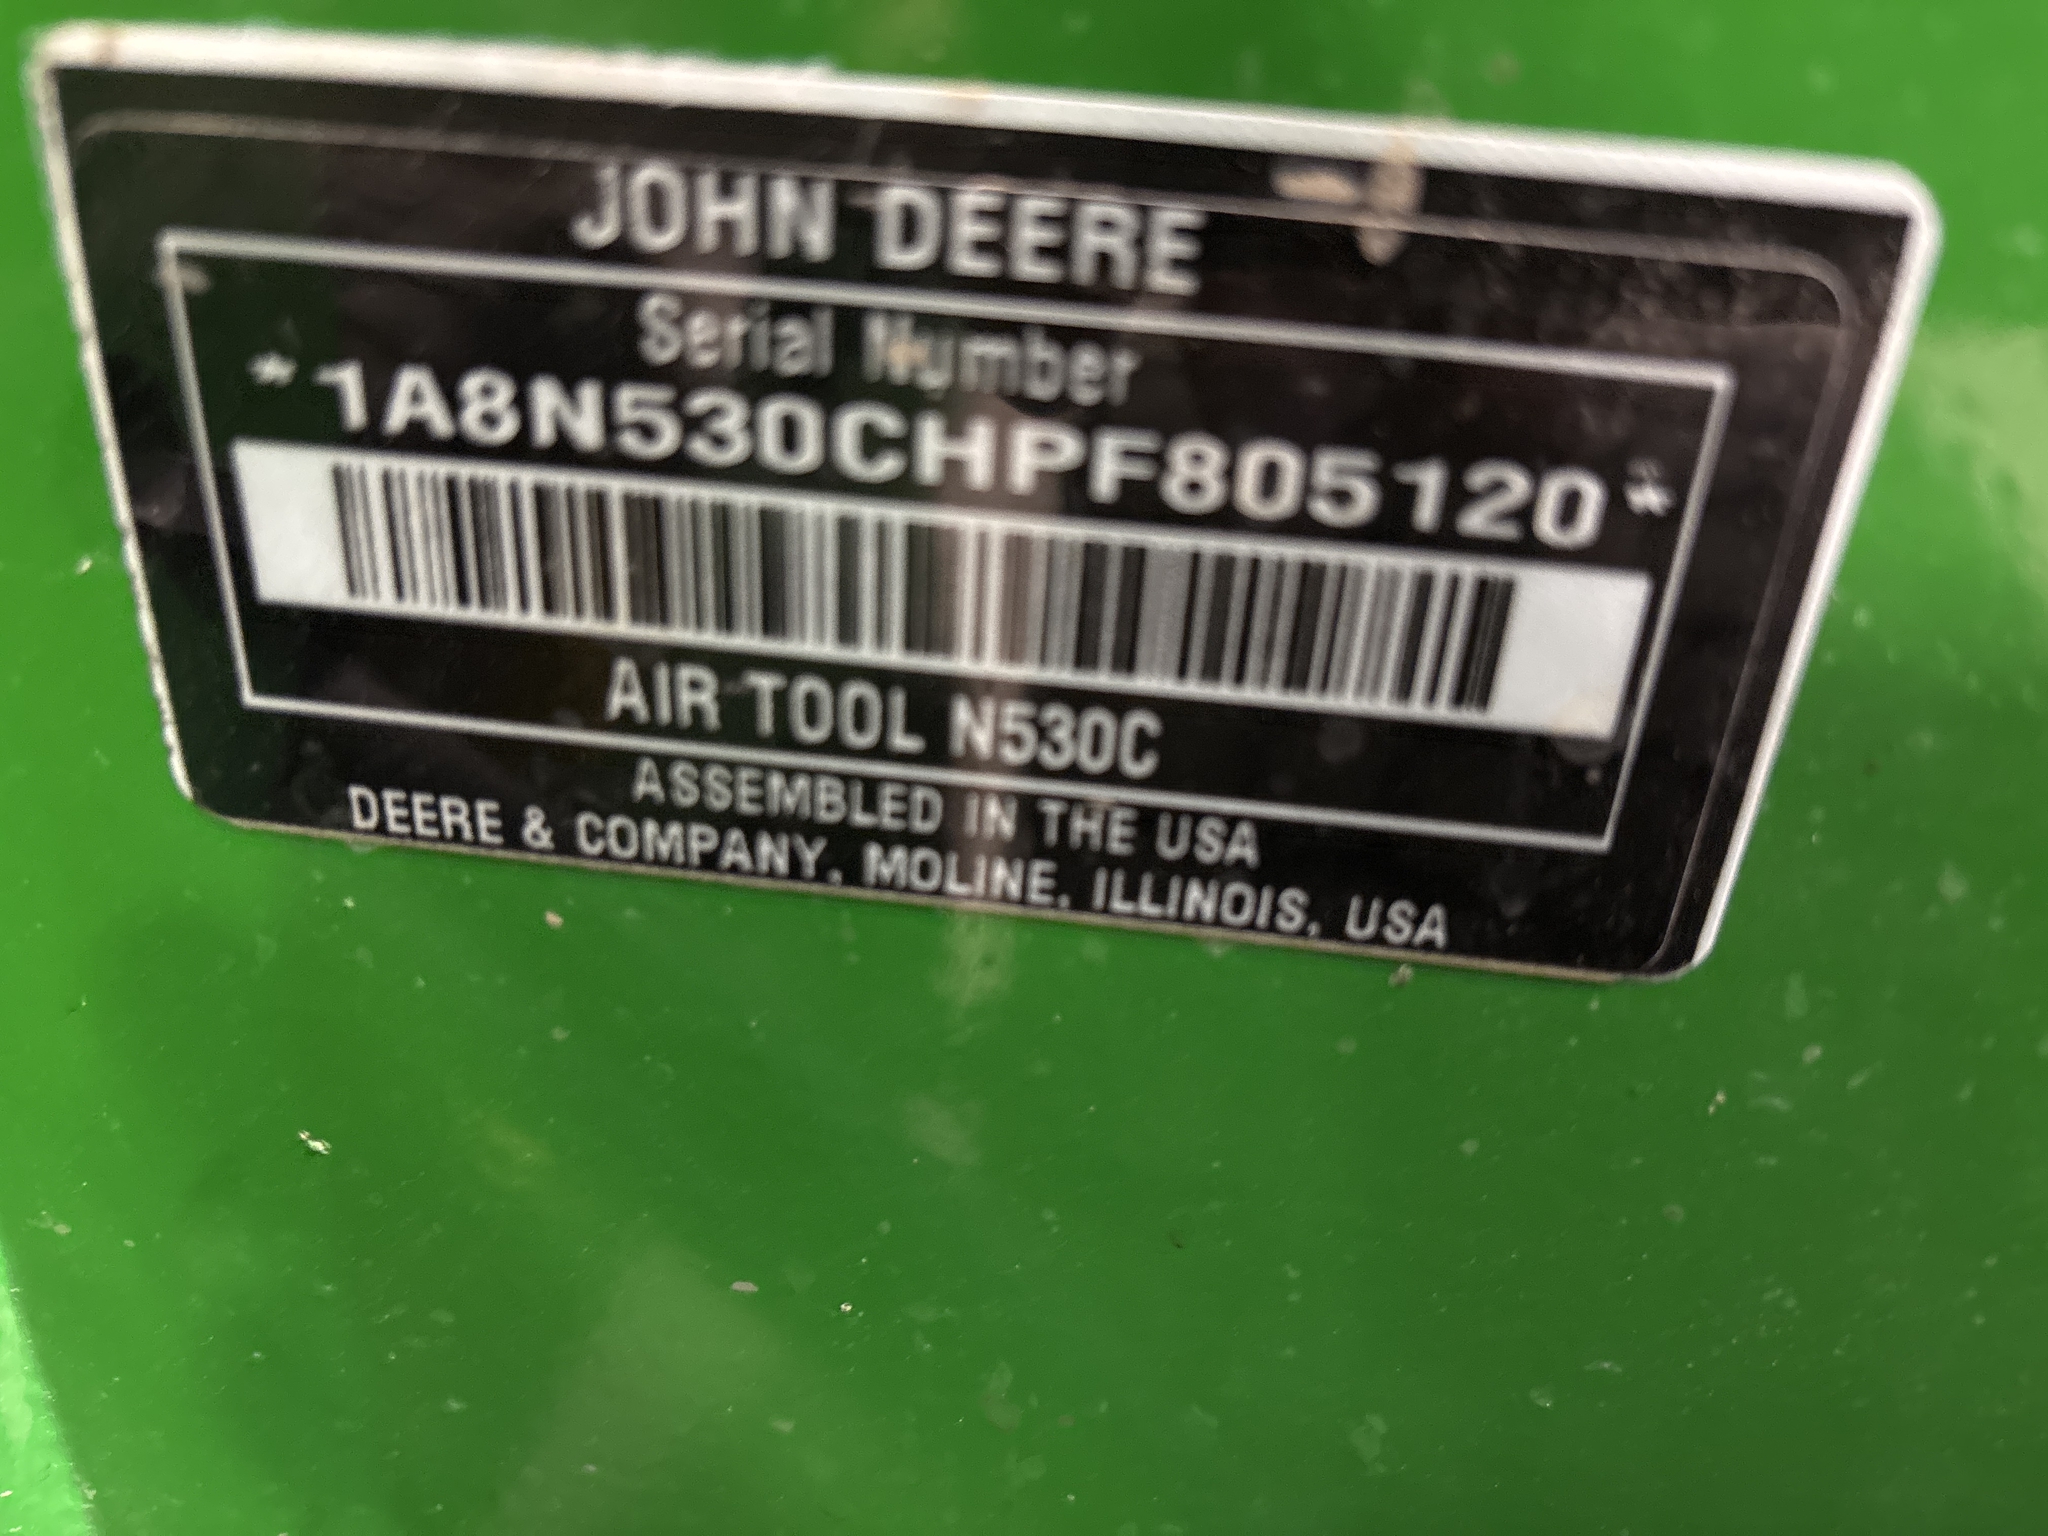 JOHN DEERE
Serial Number
*1A8N530CHPF805120*
AIR TOOL N530C
ASSEMBLED IN THE USA
DEERE & COMPANY, MOLINE, ILLINOIS, USA